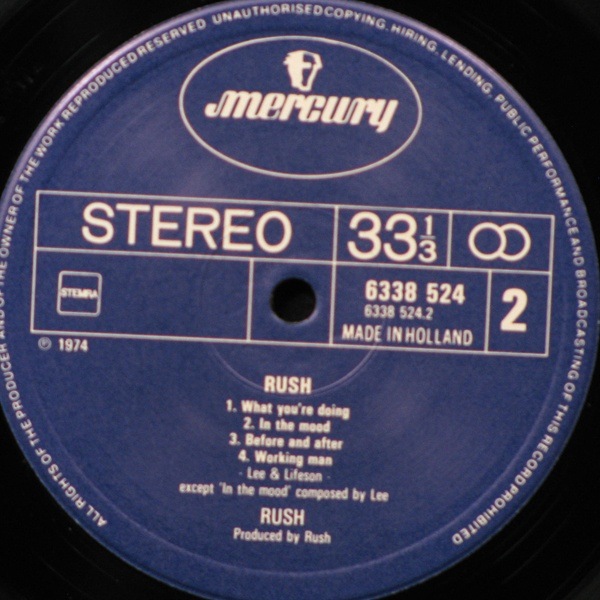 ALL RIGHTS OF THE PRODUCER AND OF THE OWNER OF THE WORK REPRODUCED RESERVED. UNAUTHORISED COPYING, HIRING, LENDING, PUBLIC PERFORMANCE AND BROADCASTING OF THIS RECORD PROHIBITED
mercury
STEREO 33 1/3
STEMRA 6338 524 2
6338 524.2
MADE IN HOLLAND
℗ 1974
RUSH
1. What you're doing
2. In the mood
3. Before and after
4. Working man
- Lee & Lifeson -
except 'In the mood' composed by Lee
RUSH
Produced by Rush